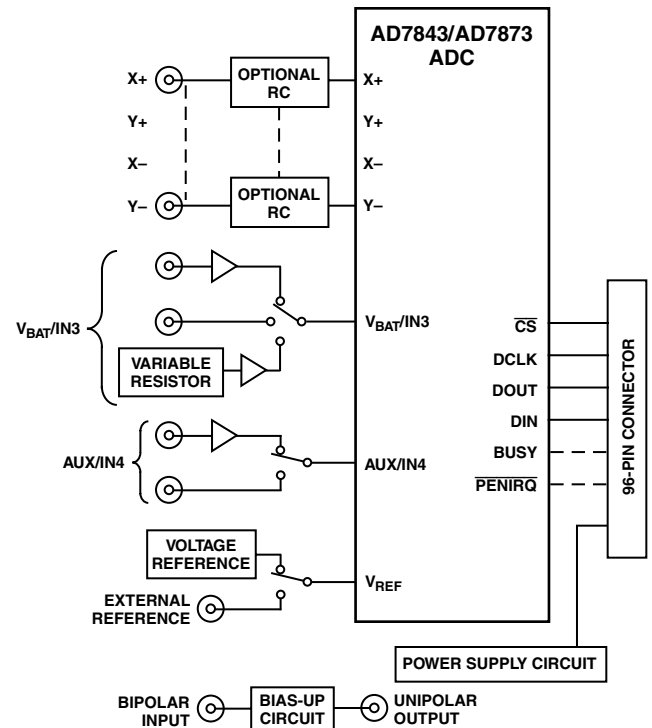 AD7843/AD7873
ADC
X+
OPTIONAL
RC
X+
Y+
Y+
X–
X–
Y–
OPTIONAL
RC
Y–
VBAT/IN3
VARIABLE
RESISTOR
VBAT/IN3
AUX/IN4
AUX/IN4
VOLTAGE
REFERENCE
EXTERNAL
REFERENCE
VREF
CS
DCLK
DOUT
DIN
BUSY
PENIRQ
96-PIN CONNECTOR
POWER SUPPLY CIRCUIT
BIPOLAR
INPUT
BIAS-UP
CIRCUIT
UNIPOLAR
OUTPUT